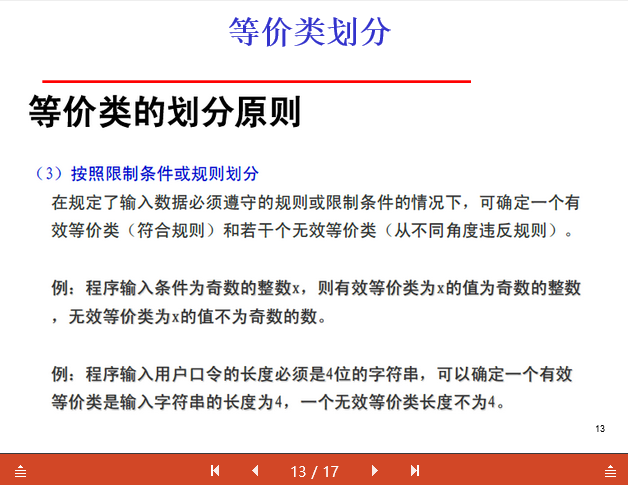 等价类划分
等价类的划分原则
（3）按照限制条件或规则划分
在规定了输入数据必须遵守的规则或限制条件的情况下，可确定一个有
效等价类（符合规则）和若干个无效等价类（从不同角度违反规则）。
例：程序输入条件为奇数的整数x，则有效等价类为x的值为奇数的整数
，无效等价类为x的值不为奇数的数。
例：程序输入用户口令的长度必须是4位的字符串，可以确定一个有效
等价类是输入字符串的长度为4，一个无效等价类长度不为4。
13
13 / 17